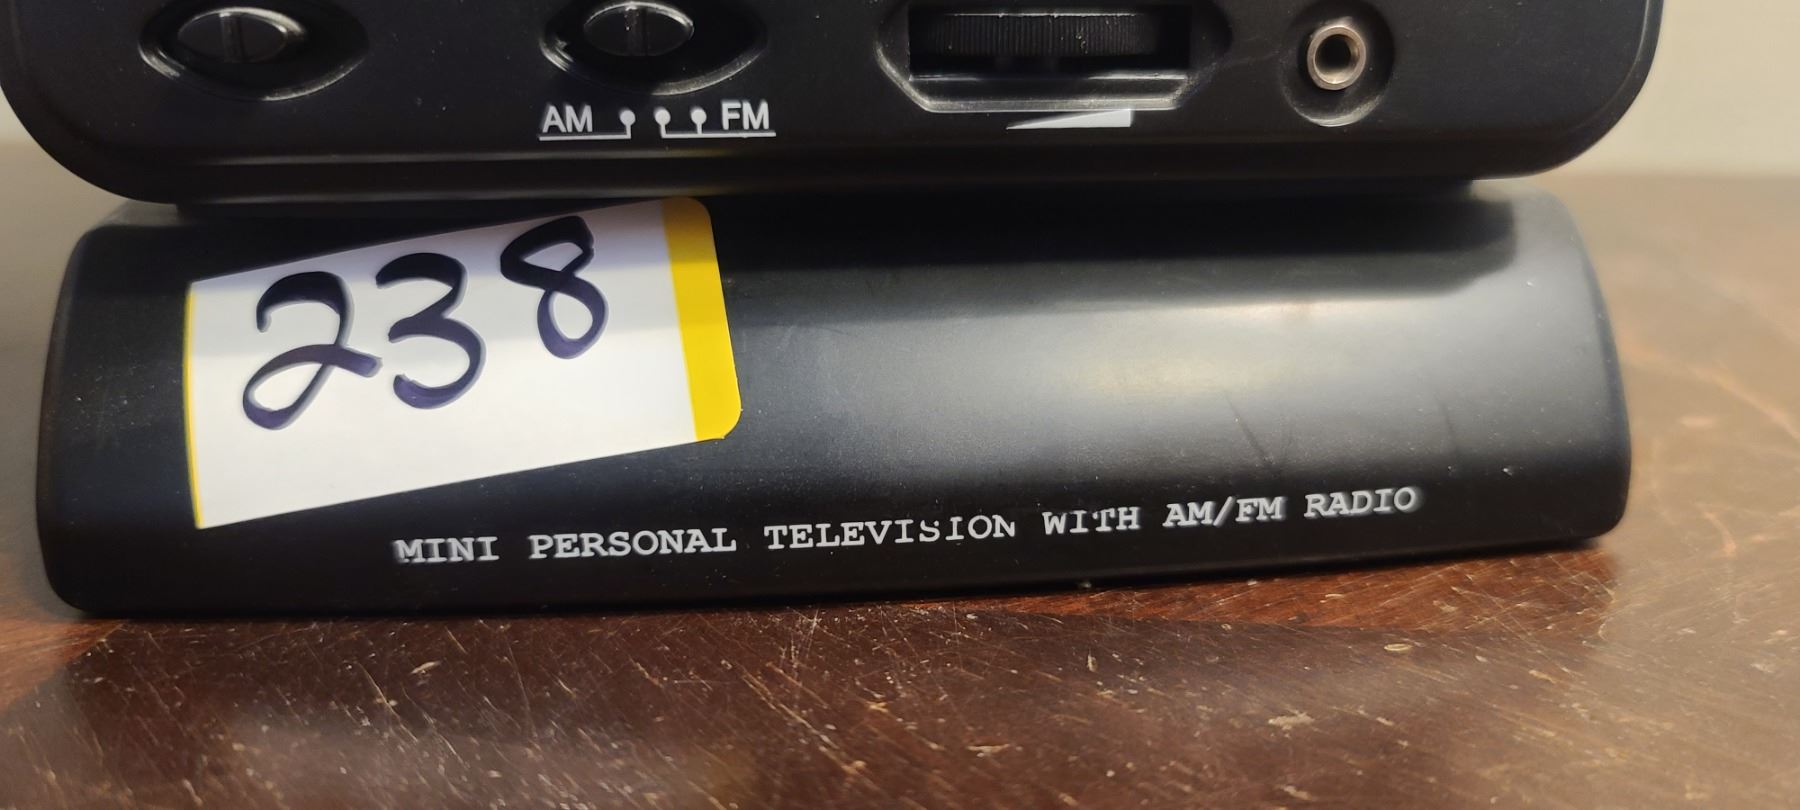 AM FM
238
MINI PERSONAL TELEVISION WITH AM/FM RADIO